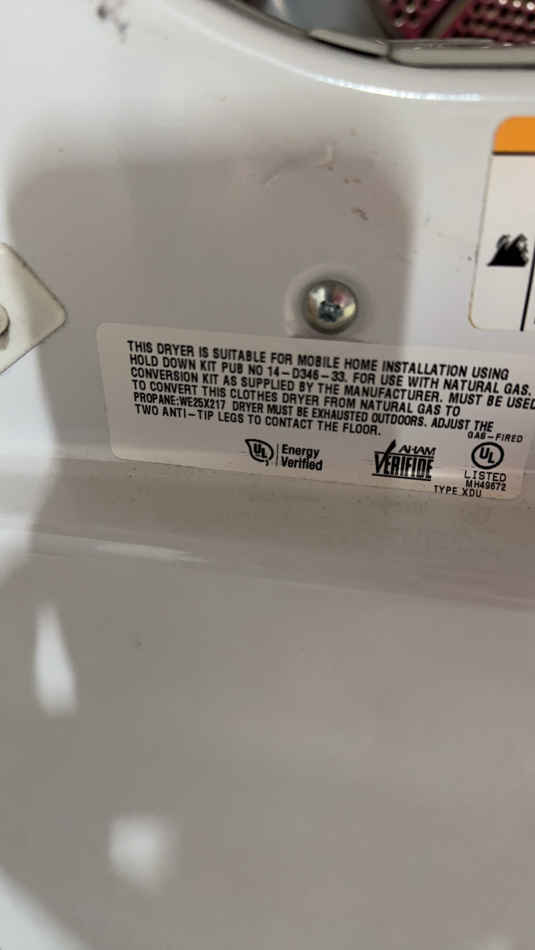 THIS DRYER IS SUITABLE FOR MOBILE HOME INSTALLATION USING
HOLD DOWN KIT PUB NO 14-D346-33. FOR USE WITH NATURAL GAS.
CONVERSION KIT AS SUPPLIED BY THE MANUFACTURER. MUST BE USED
TO CONVERT THIS CLOTHES DRYER FROM NATURAL GAS TO
PROPANE:WE25X217 DRYER MUST BE EXHAUSTED OUTDOORS. ADJUST THE
TWO ANTI-TIP LEGS TO CONTACT THE FLOOR.
GAS-FIRED
UL Energy
Verified
AHAM
VERIFIDE
UL
LISTED
MH49672
TYPE XDU